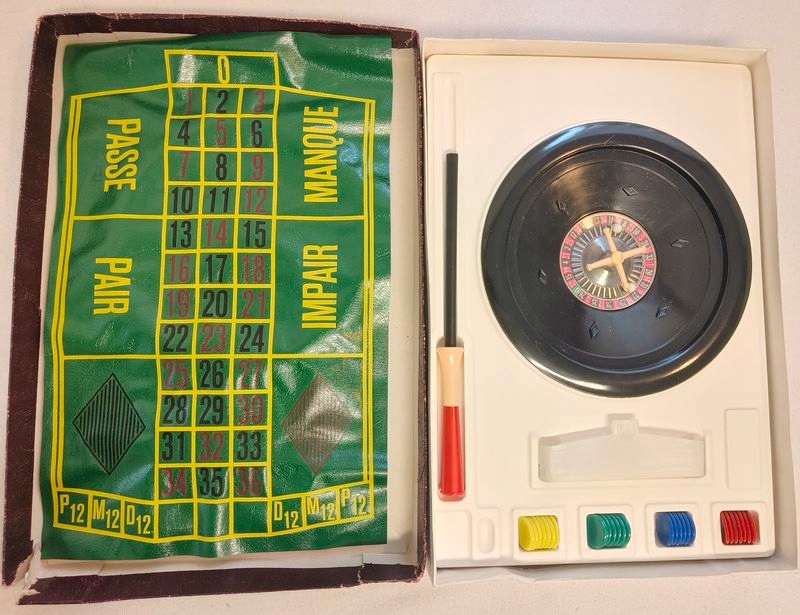 0
1 2 3
4 5 6
7 8 9
10 11 12
13 14 15
16 17 18
19 20 21
22 23 24
25 26 27
28 29 30
31 32 33
34 35 36
PASSE
MANQUE
PAIR
IMPAIR
P12 M12 D12
D12 M12 P12